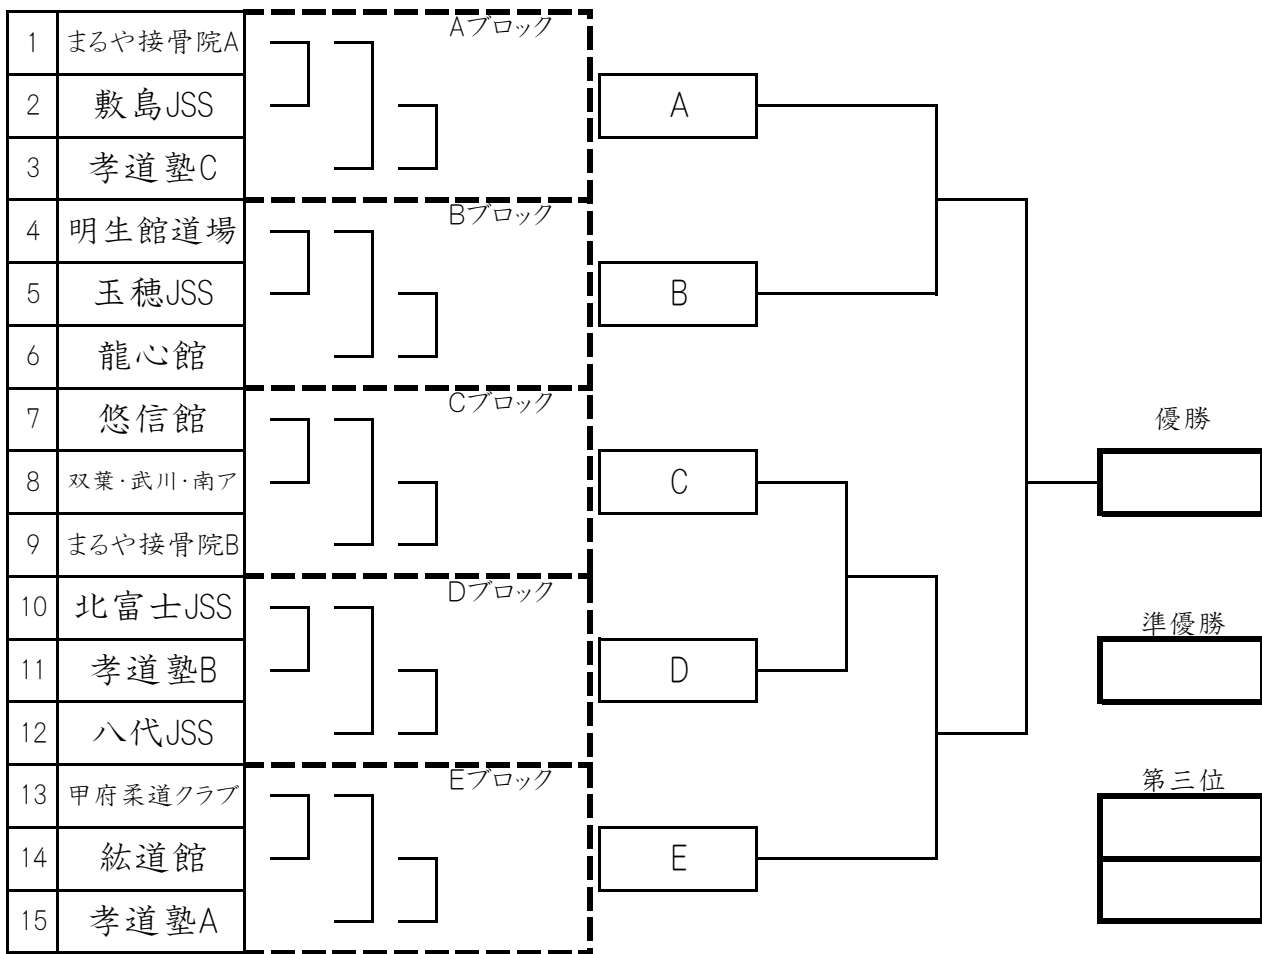 1 まるや接骨院A
2 敷島JSS
3 孝道塾C
Aブロック
A
4 明生館道場
5 玉穂JSS
6 龍心館
Bブロック
B
7 悠信館
8 双葉・武川・南ア
9 まるや接骨院B
Cブロック
C
10 北富士JSS
11 孝道塾B
12 八代JSS
Dブロック
D
13 甲府柔道クラブ
14 紘道館
15 孝道塾A
Eブロック
E
優勝
準優勝
第三位